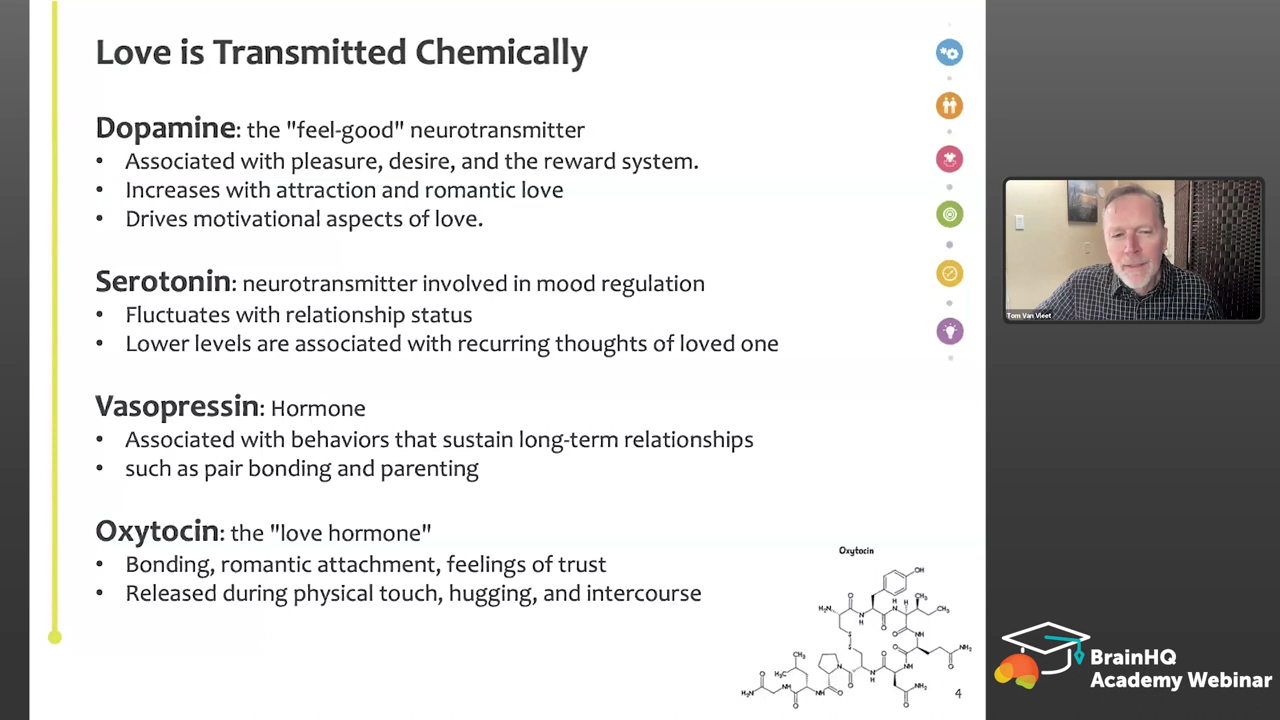 Love is Transmitted Chemically
Dopamine: the "feel-good" neurotransmitter
• Associated with pleasure, desire, and the reward system.
• Increases with attraction and romantic love
• Drives motivational aspects of love.
Serotonin: neurotransmitter involved in mood regulation
• Fluctuates with relationship status
• Lower levels are associated with recurring thoughts of loved one
Vasopressin: Hormone
• Associated with behaviors that sustain long-term relationships
• such as pair bonding and parenting
Oxytocin: the "love hormone"
• Bonding, romantic attachment, feelings of trust
• Released during physical touch, hugging, and intercourse
Oxytocin
4
Tom Van Vleet
BrainHQ
Academy Webinar